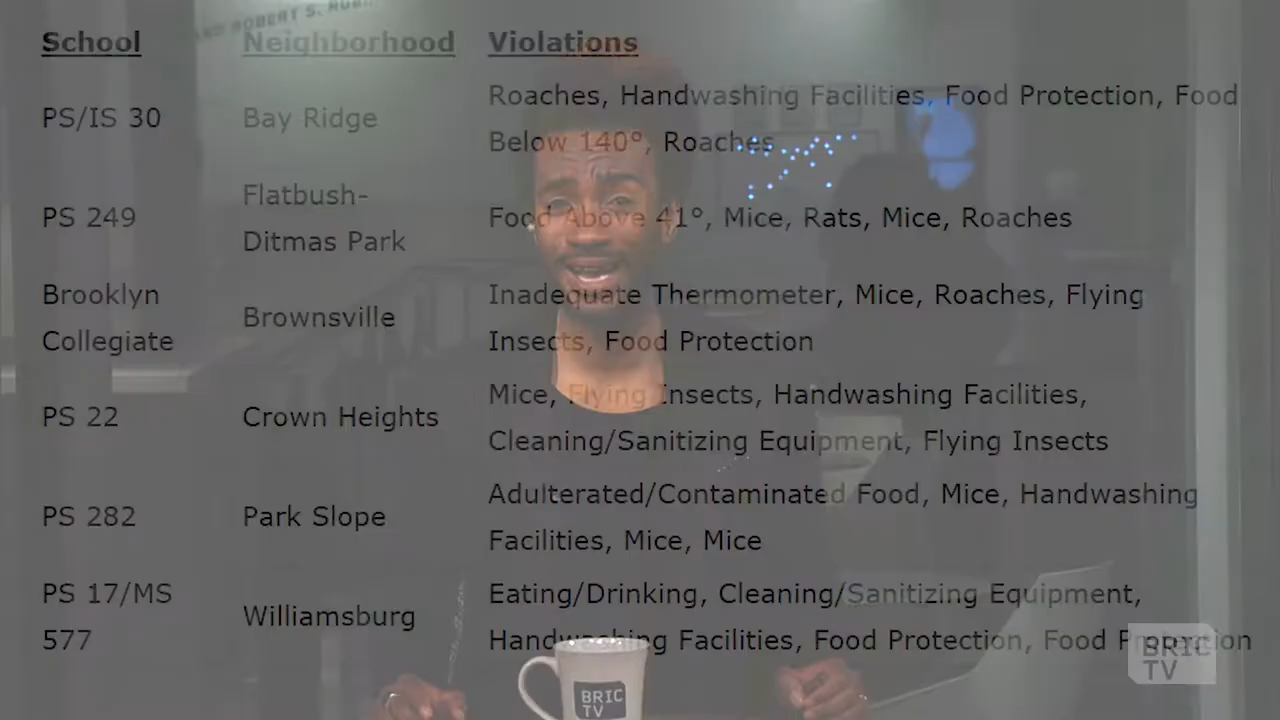 AND ROBERT S. RUBIN
School Neighborhood Violations
PS/IS 30 Bay Ridge Roaches, Handwashing Facilities, Food Protection, Food
Below 140°, Roaches
PS 249 Flatbush-
Ditmas Park Food Above 41°, Mice, Rats, Mice, Roaches
Brooklyn
Collegiate Brownsville Inadequate Thermometer, Mice, Roaches, Flying
Insects, Food Protection
PS 22 Crown Heights Mice, Flying Insects, Handwashing Facilities,
Cleaning/Sanitizing Equipment, Flying Insects
PS 282 Park Slope Adulterated/Contaminated Food, Mice, Handwashing
Facilities, Mice, Mice
PS 17/MS
577 Williamsburg Eating/Drinking, Cleaning/Sanitizing Equipment,
Handwashing Facilities, Food Protection, Food Protection
BRIC
TV
BRIC
TV